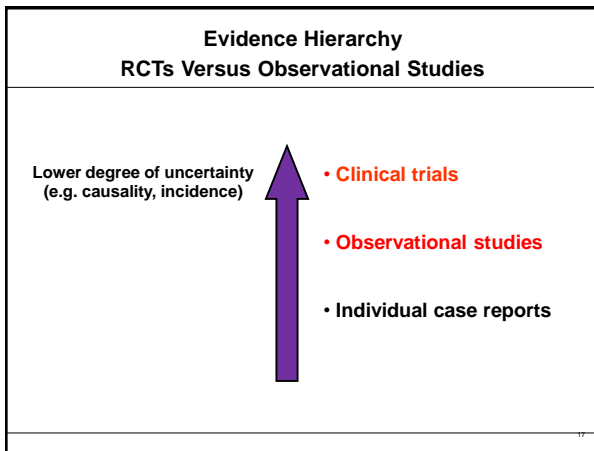 Evidence Hierarchy
RCTs Versus Observational Studies
Lower degree of uncertainty
(e.g. causality, incidence)
• Clinical trials
• Observational studies
• Individual case reports
17